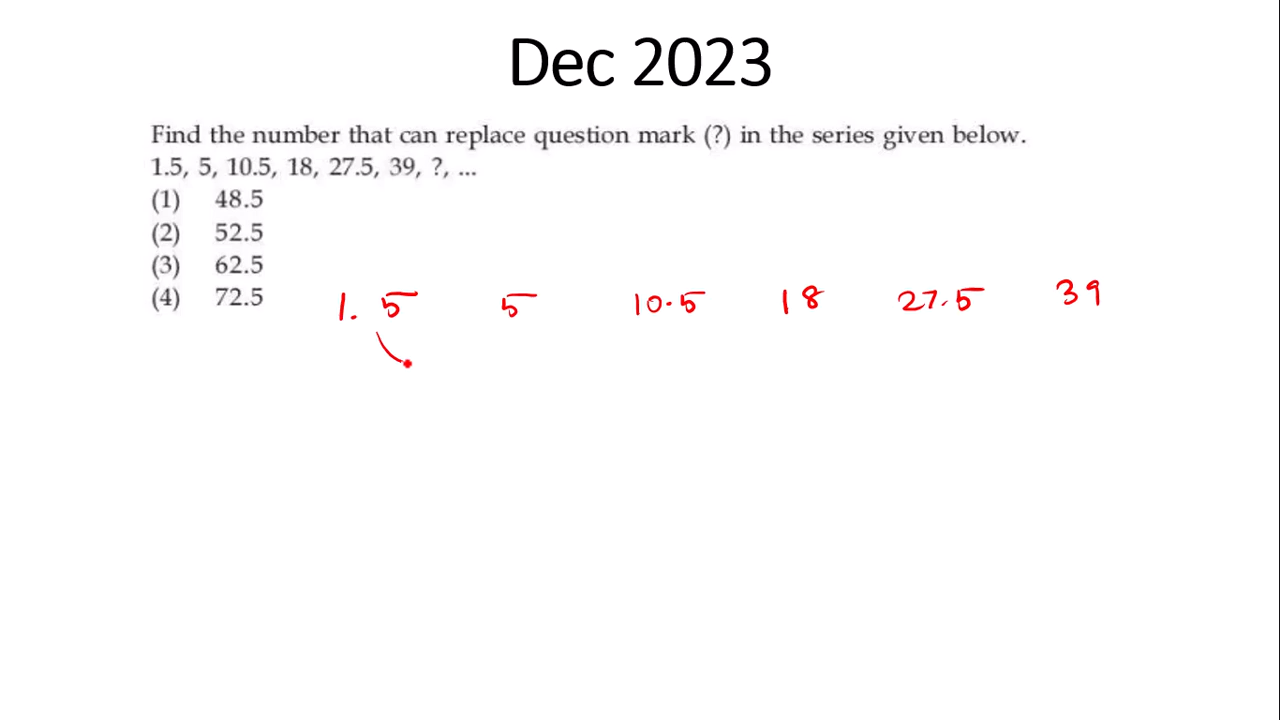 Dec 2023
Find the number that can replace question mark (?) in the series given below.
1.5, 5, 10.5, 18, 27.5, 39, ?, ...
(1) 48.5
(2) 52.5
(3) 62.5
(4) 72.5
1.5 5 10.5 18 27.5 39